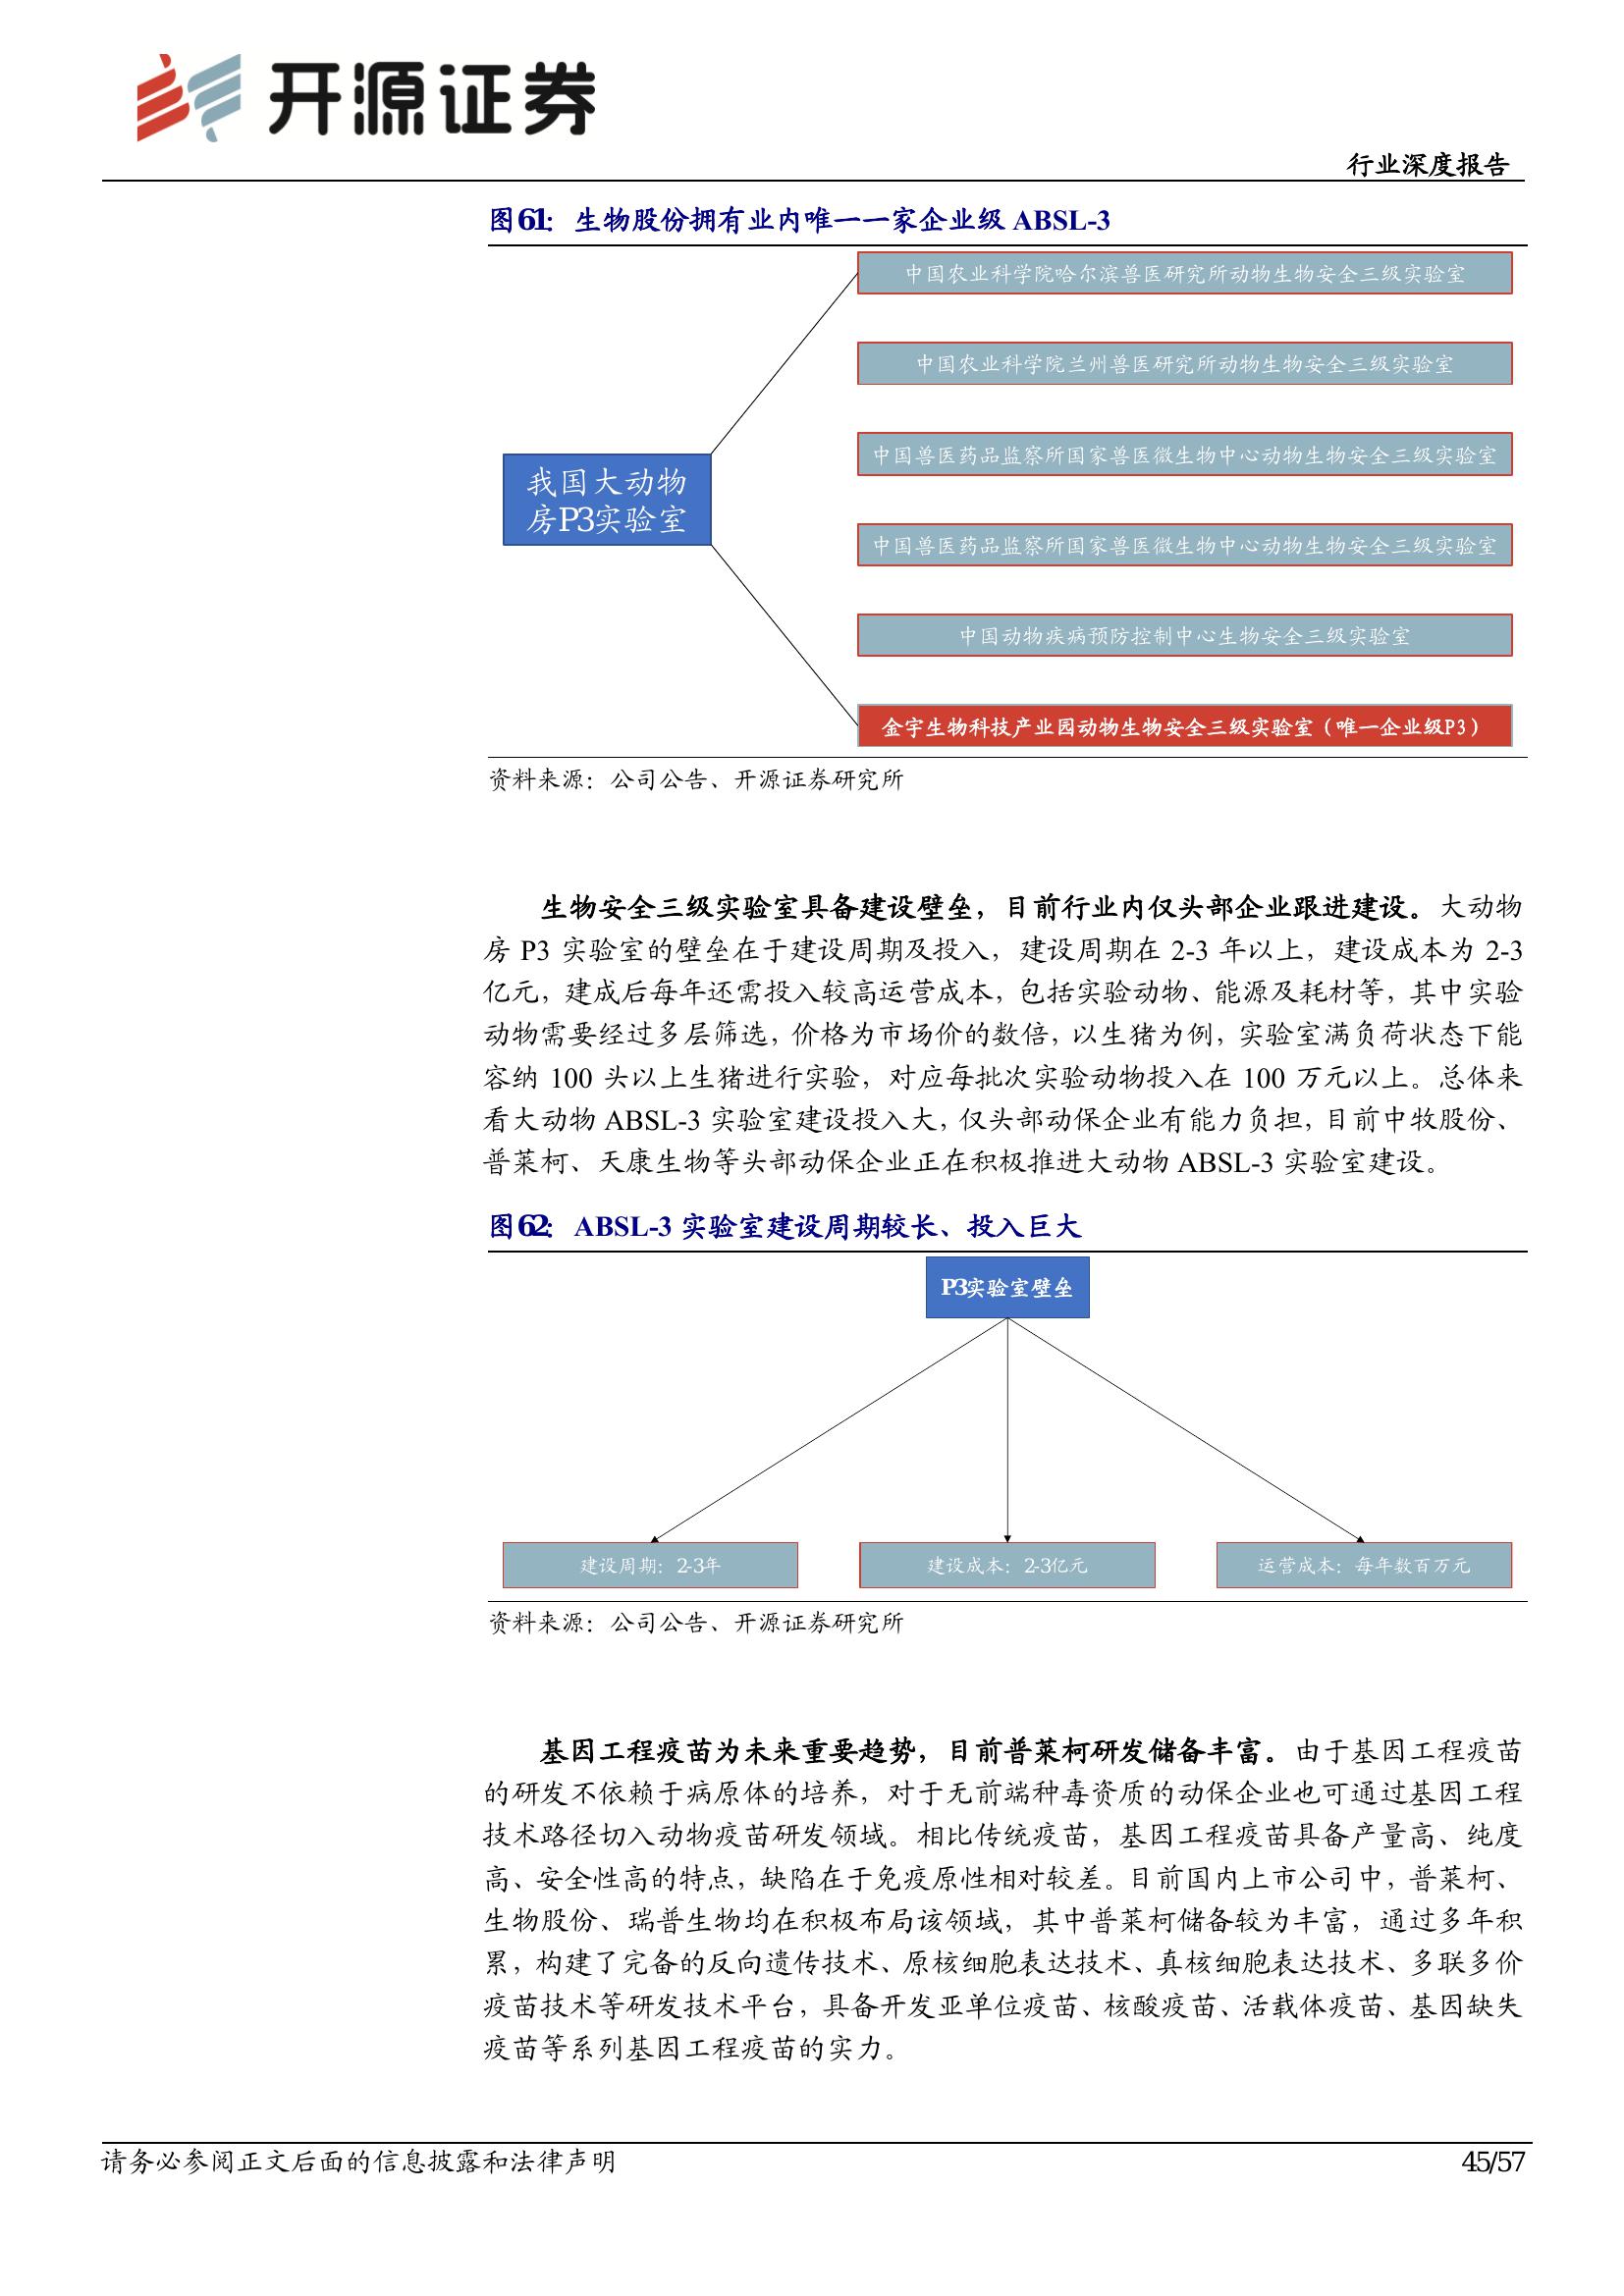 开源证券
行业深度报告
图61：生物股份拥有业内唯一一家企业级 ABSL-3
中国农业科学院哈尔滨兽医研究所动物生物安全三级实验室
中国农业科学院兰州兽医研究所动物生物安全三级实验室
中国兽医药品监察所国家兽医微生物中心动物生物安全三级实验室
我国大动物
房P3实验室
中国兽医药品监察所国家兽医微生物中心动物生物安全三级实验室
中国动物疾病预防控制中心生物安全三级实验室
金宇生物科技产业园动物生物安全三级实验室（唯一企业级P3）
资料来源：公司公告、开源证券研究所
生物安全三级实验室具备建设壁垒，目前行业内仅头部企业跟进建设。大动物
房 P3 实验室的壁垒在于建设周期及投入，建设周期在 2-3 年以上，建设成本为 2-3
亿元，建成后每年还需投入较高运营成本，包括实验动物、能源及耗材等，其中实验
动物需要经过多层筛选，价格为市场价的数倍，以生猪为例，实验室满负荷状态下能
容纳 100 头以上生猪进行实验，对应每批次实验动物投入在 100 万元以上。总体来
看大动物 ABSL-3 实验室建设投入大，仅头部动保企业有能力负担，目前中牧股份、
普莱柯、天康生物等头部动保企业正在积极推进大动物 ABSL-3 实验室建设。
图62：ABSL-3 实验室建设周期较长、投入巨大
P3实验室壁垒
建设周期：2-3年
建设成本：2-3亿元
运营成本：每年数百万元
资料来源：公司公告、开源证券研究所
基因工程疫苗为未来重要趋势，目前普莱柯研发储备丰富。由于基因工程疫苗
的研发不依赖于病原体的培养，对于无前端种毒资质的动保企业也可通过基因工程
技术路径切入动物疫苗研发领域。相比传统疫苗，基因工程疫苗具备产量高、纯度
高、安全性高的特点，缺陷在于免疫原性相对较差。目前国内上市公司中，普莱柯、
生物股份、瑞普生物均在积极布局该领域，其中普莱柯储备较为丰富，通过多年积
累，构建了完备的反向遗传技术、原核细胞表达技术、真核细胞表达技术、多联多价
疫苗技术等研发技术平台，具备开发亚单位疫苗、核酸疫苗、活载体疫苗、基因缺失
疫苗等系列基因工程疫苗的实力。
请务必参阅正文后面的信息披露和法律声明
45/57